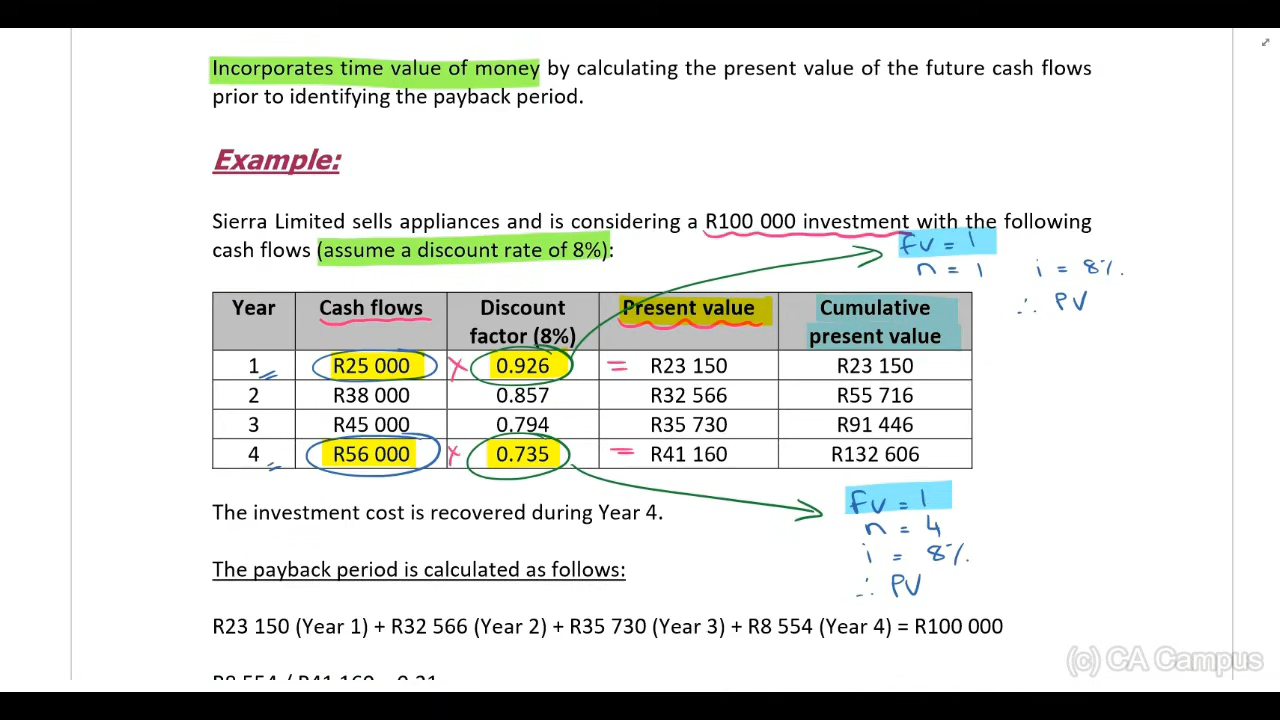 Incorporates time value of money by calculating the present value of the future cash flows
prior to identifying the payback period.
Example:
Sierra Limited sells appliances and is considering a R100 000 investment with the following
cash flows (assume a discount rate of 8%):
FV = 1
n = 1 i = 8%
∴ PV
Year Cash flows Discount factor (8%) Present value Cumulative present value
1 R25 000 × 0.926 = R23 150 R23 150
2 R38 000 0.857 R32 566 R55 716
3 R45 000 0.794 R35 730 R91 446
4 R56 000 × 0.735 = R41 160 R132 606
FV = 1
n = 4
i = 8%
∴ PV
The investment cost is recovered during Year 4.
The payback period is calculated as follows:
R23 150 (Year 1) + R32 566 (Year 2) + R35 730 (Year 3) + R8 554 (Year 4) = R100 000
(c) CA Campus
R8 554 / R41 160 = 0.21